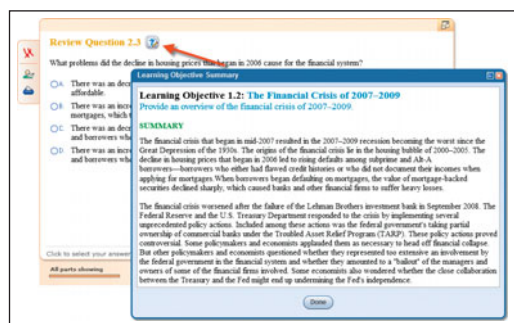 Review Question 2.3
What problems did the decline in housing prices that began in 2006 cause for the financial system?
A. There was an
affordable.
B. There was an incre
mortgages, which
C. There was an
and borrowers
D. There was an incre
and borrowers
Click to select your answer
All parts showing
Learning Objective Summary
Learning Objective 1.2: The Financial Crisis of 2007–2009
Provide an overview of the financial crisis of 2007–2009.
SUMMARY
The financial crisis that began in mid-2007 resulted in the 2007–2009 recession becoming the worst since the
Great Depression of the 1930s. The origins of the financial crisis lie in the housing bubble of 2000–2005. The
decline in housing prices that began in 2006 led to rising defaults among subprime and Alt-A
borrowers—borrowers who either had flawed credit histories or who did not document their incomes when
applying for mortgages. When borrowers began defaulting on mortgages, the value of mortgage-backed
securities declined sharply, which caused banks and other financial firms to suffer heavy losses.
The financial crisis worsened after the failure of the Lehman Brothers investment bank in September 2008. The
Federal Reserve and the U.S. Treasury Department responded to the crisis by implementing several
unprecedented policy actions. Included among these actions was the federal government's taking partial
ownership of commercial banks under the Troubled Asset Relief Program (TARP). These policy actions proved
controversial. Some policymakers and economists applauded them as necessary to head off financial collapse.
But other policymakers and economists questioned whether they represented too extensive an involvement by
the federal government in the financial system and whether they amounted to a "bailout" of the managers and
owners of some of the financial firms involved. Some economists also wondered whether the close collaboration
between the Treasury and the Fed might end up undermining the Fed's independence.
Done